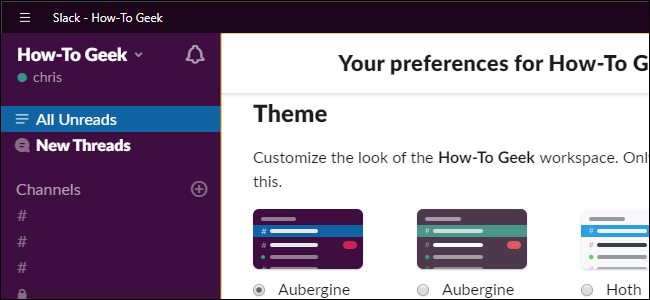 Slack - How-To Geek
How-To Geek
chris
All Unreads
New Threads
Channels
#
#
#
Your preferences for How-To G
Theme
Customize the look of the How-To Geek workspace. Onl
this.
#
#
#
#
#
#
Aubergine
Aubergine
Hoth